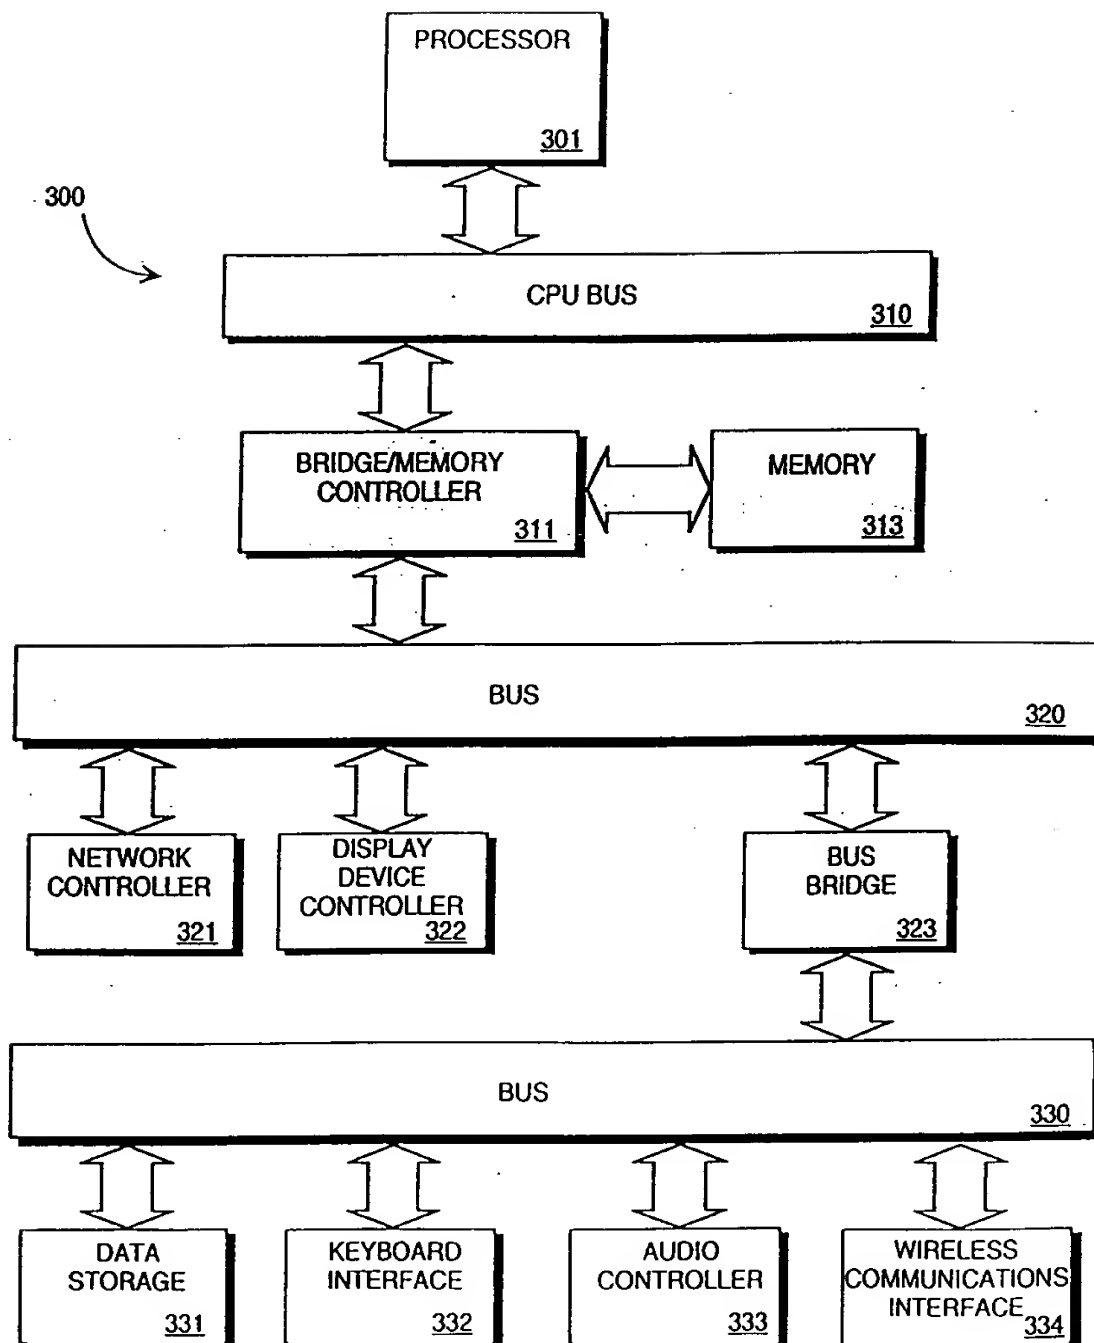 PROCESSOR
301
300
CPU BUS
310
BRIDGE/MEMORY
CONTROLLER
311
MEMORY
313
BUS
320
NETWORK
CONTROLLER
321
DISPLAY
DEVICE
CONTROLLER
322
BUS
BRIDGE
323
BUS
330
DATA
STORAGE
331
KEYBOARD
INTERFACE
332
AUDIO
CONTROLLER
333
WIRELESS
COMMUNICATIONS
INTERFACE
334